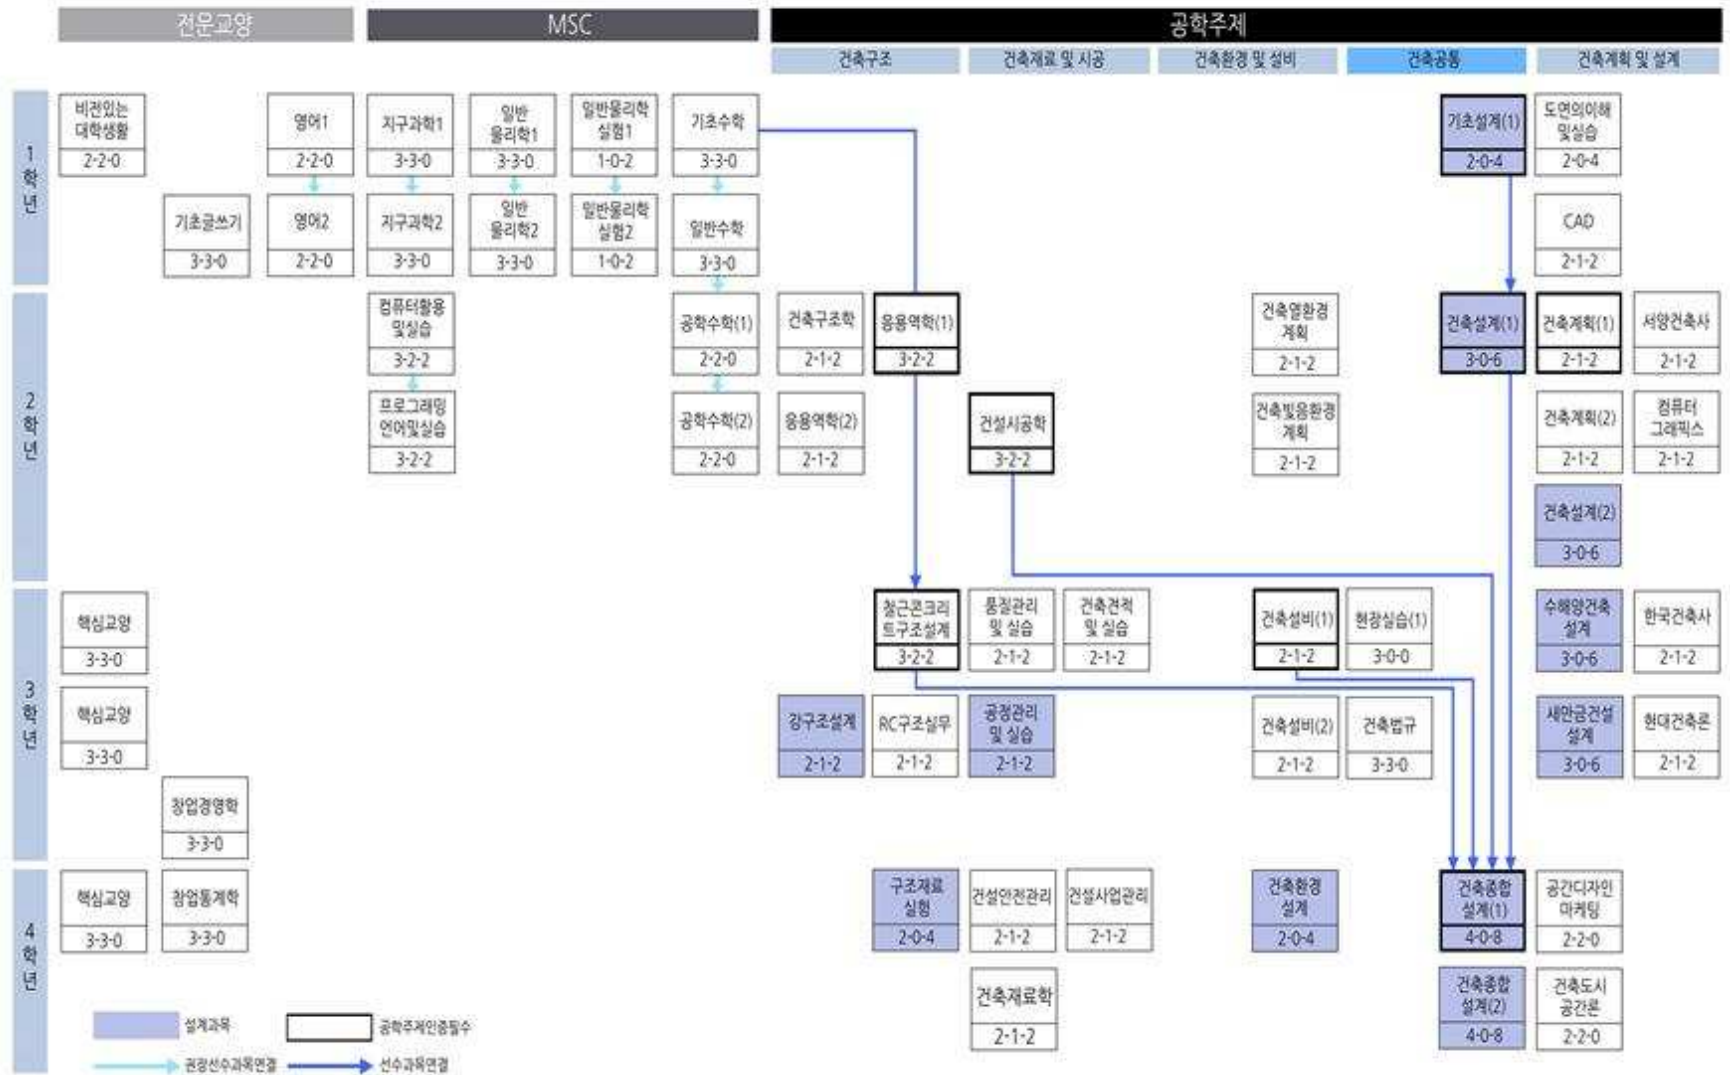 전문교양 MSC 공학주제
건축구조 건축재료 및 시공 건축환경 및 설비 건축공통 건축계획 및 설계
1학년
비전있는
대학생활
2-2-0
영어1
2-2-0
지구과학1
3-3-0
일반
물리학1
3-3-0
일반물리학
실험1
1-0-2
기초수학
3-3-0
기초설계(1)
2-0-4
도면의이해
및실습
2-0-4
기초글쓰기
3-3-0
영어2
2-2-0
지구과학2
3-3-0
일반
물리학2
3-3-0
일반물리학
실험2
1-0-2
일반수학
3-3-0
CAD
2-1-2
2학년
컴퓨터활용
및실습
3-2-2
공학수학(1)
2-2-0
건축구조학
2-1-2
응용역학(1)
3-2-2
건축열환경
계획
2-1-2
건축설계(1)
3-0-6
건축계획(1)
2-1-2
서양건축사
2-1-2
프로그래밍
언어및실습
3-2-2
공학수학(2)
2-2-0
응용역학(2)
2-1-2
건설시공학
3-2-2
건축빛음환경
계획
2-1-2
건축계획(2)
2-1-2
컴퓨터
그래픽스
2-1-2
건축설계(2)
3-0-6
3학년
핵심교양
3-3-0
철근콘크리
트구조설계
3-2-2
품질관리
및 실습
2-1-2
건축견적
및 실습
2-1-2
건축설비(1)
2-1-2
현장실습(1)
3-0-0
수해양건축
설계
3-0-6
한국건축사
2-1-2
핵심교양
3-3-0
강구조설계
2-1-2
RC구조실무
2-1-2
공정관리
및 실습
2-1-2
건축설비(2)
2-1-2
건축법규
3-3-0
새만금건설
설계
3-0-6
현대건축론
2-1-2
창업경영학
3-3-0
4학년
핵심교양
3-3-0
창업통계학
3-3-0
구조재료
실험
2-0-4
건설안전관리
2-1-2
건설사업관리
2-1-2
건축환경
설계
2-0-4
건축종합
설계(1)
4-0-8
공간디자인
마케팅
2-2-0
건축재료학
2-1-2
건축종합
설계(2)
4-0-8
건축도시
공간론
2-2-0
설계과목 공학주제인증필수
권장선수과목연결 선수과목연결